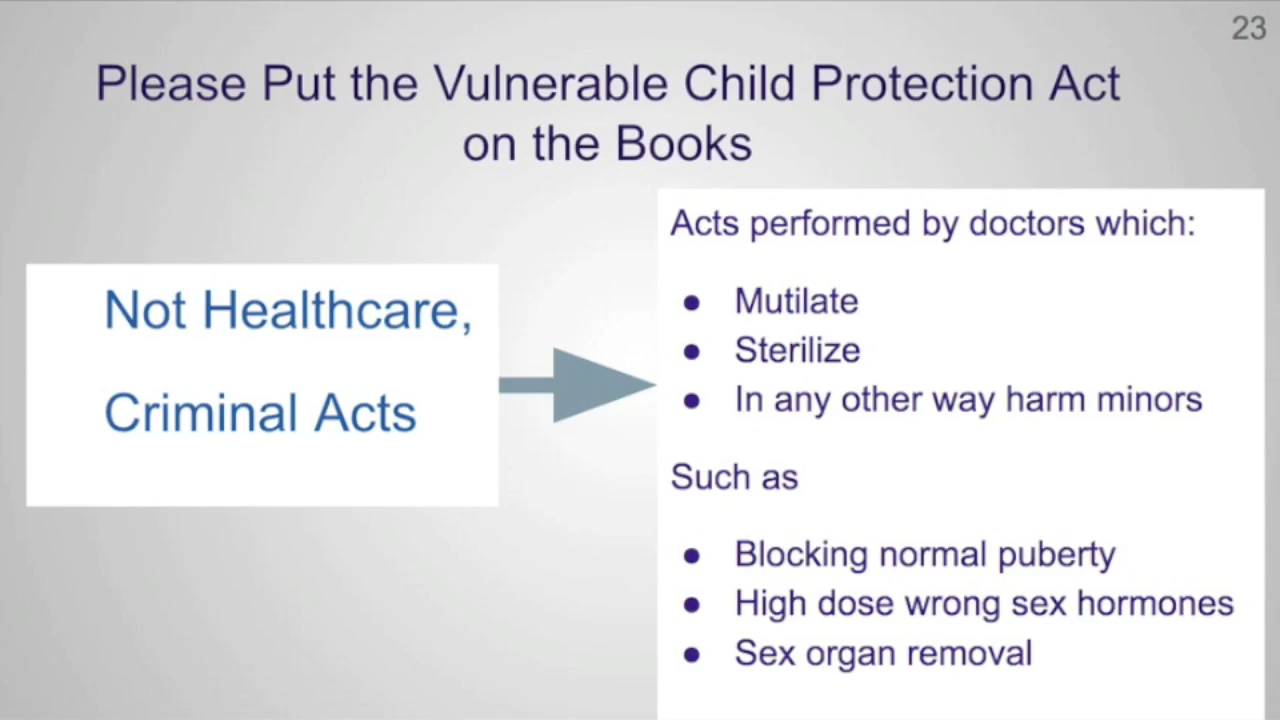 23
Please Put the Vulnerable Child Protection Act
on the Books
Not Healthcare,
Criminal Acts
Acts performed by doctors which:
● Mutilate
● Sterilize
● In any other way harm minors
Such as
● Blocking normal puberty
● High dose wrong sex hormones
● Sex organ removal